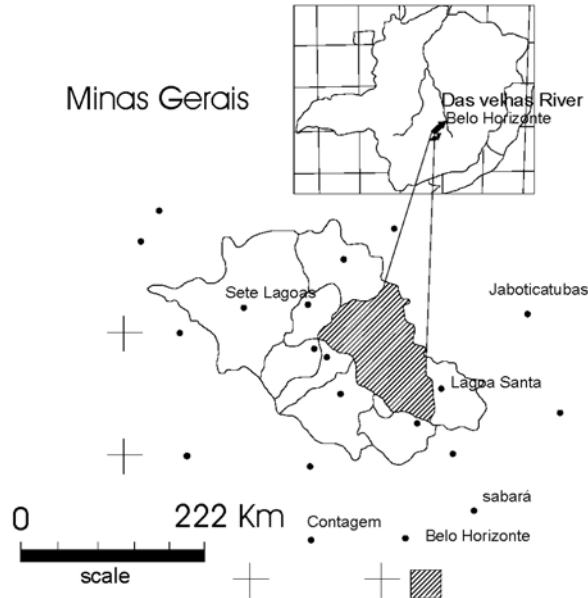 Minas Gerais
Das velhas River
Belo Horizonte
Sete Lagoas
Jaboticatubas
Lagoa Santa
sabará
0 222 Km
Contagem
Belo Horizonte
scale